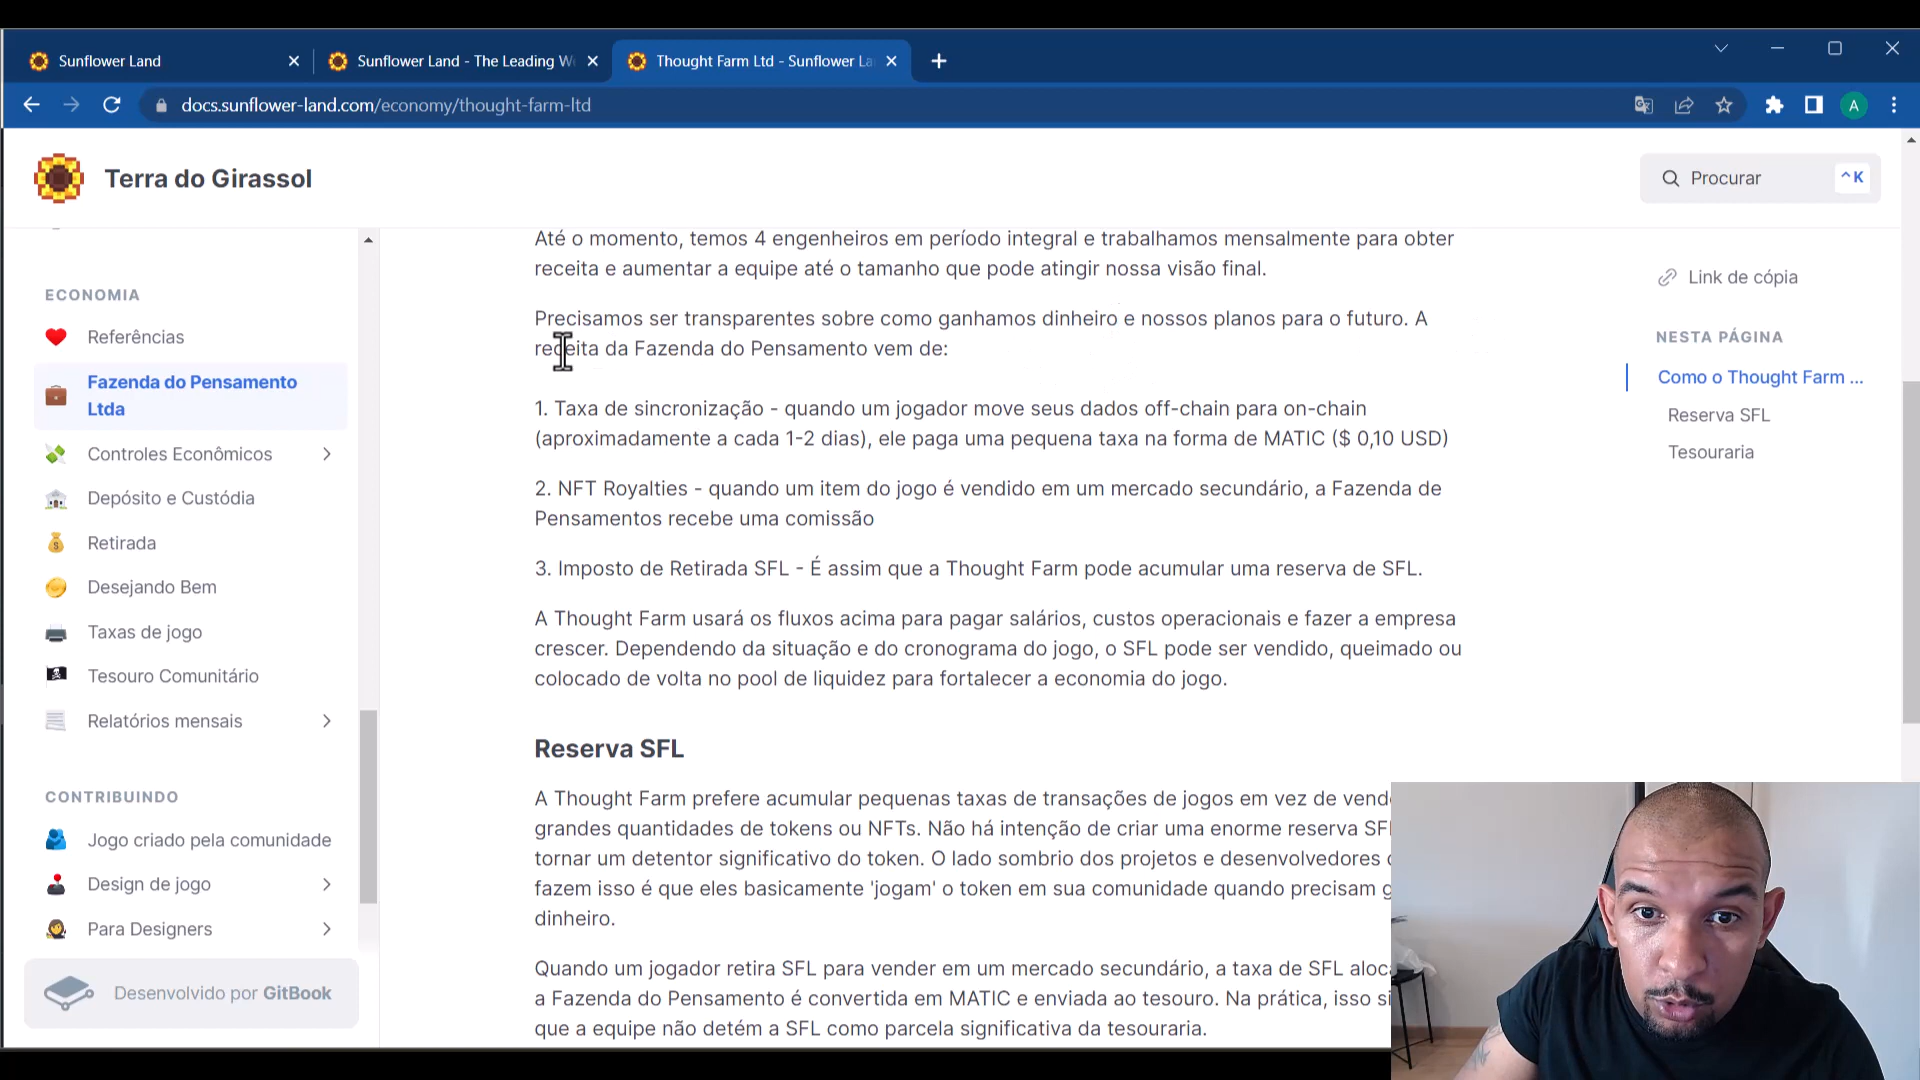 Sunflower Land
Sunflower Land - The Leading W
Thought Farm Ltd - Sunflower La
docs.sunflower-land.com/economy/thought-farm-ltd
A
Terra do Girassol
Procurar
^K
ECONOMIA
Referências
Fazenda do Pensamento
Ltda
Controles Econômicos
Depósito e Custódia
Retirada
Desejando Bem
Taxas de jogo
Tesouro Comunitário
Relatórios mensais
CONTRIBUINDO
Jogo criado pela comunidade
Design de jogo
Para Designers
Desenvolvido por GitBook
Até o momento, temos 4 engenheiros em período integral e trabalhamos mensalmente para obter
receita e aumentar a equipe até o tamanho que pode atingir nossa visão final.
Precisamos ser transparentes sobre como ganhamos dinheiro e nossos planos para o futuro. A
receita da Fazenda do Pensamento vem de:
1. Taxa de sincronização - quando um jogador move seus dados off-chain para on-chain
(aproximadamente a cada 1-2 dias), ele paga uma pequena taxa na forma de MATIC ($ 0,10 USD)
2. NFT Royalties - quando um item do jogo é vendido em um mercado secundário, a Fazenda de
Pensamentos recebe uma comissão
3. Imposto de Retirada SFL - É assim que a Thought Farm pode acumular uma reserva de SFL.
A Thought Farm usará os fluxos acima para pagar salários, custos operacionais e fazer a empresa
crescer. Dependendo da situação e do cronograma do jogo, o SFL pode ser vendido, queimado ou
colocado de volta no pool de liquidez para fortalecer a economia do jogo.
Reserva SFL
A Thought Farm prefere acumular pequenas taxas de transações de jogos em vez de vend
grandes quantidades de tokens ou NFTs. Não há intenção de criar uma enorme reserva SF
tornar um detentor significativo do token. O lado sombrio dos projetos e desenvolvedores
fazem isso é que eles basicamente 'jogam' o token em sua comunidade quando precisam g
dinheiro.
Quando um jogador retira SFL para vender em um mercado secundário, a taxa de SFL aloc
a Fazenda do Pensamento é convertida em MATIC e enviada ao tesouro. Na prática, isso si
que a equipe não detém a SFL como parcela significativa da tesouraria.
Link de cópia
NESTA PÁGINA
Como o Thought Farm ...
Reserva SFL
Tesouraria